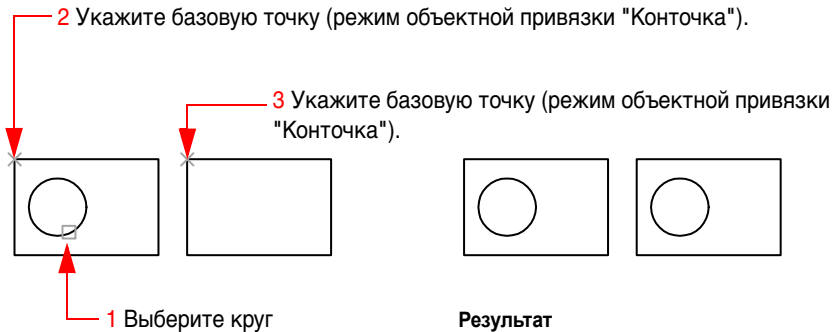 2 Укажите базовую точку (режим объектной привязки "Конточка").
3 Укажите базовую точку (режим объектной привязки
"Конточка").
1 Выберите круг
Результат